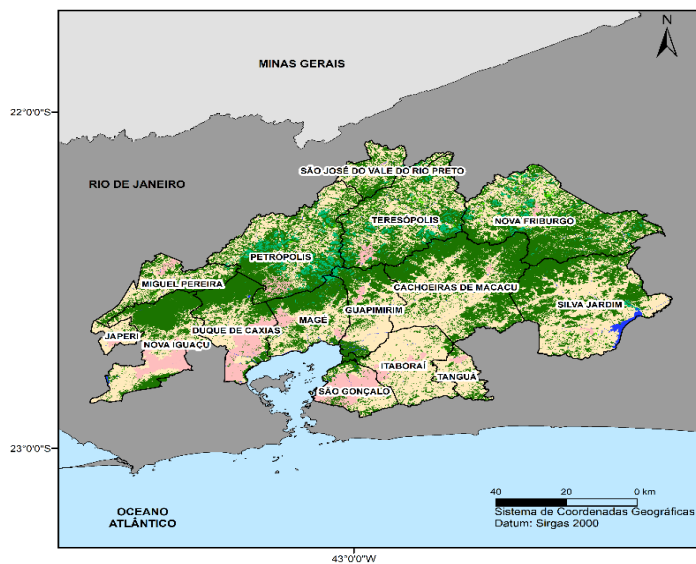 N
MINAS GERAIS
22°0'0"S
SÃO JOSÉ DO VALE DO RIO PRETO
RIO DE JANEIRO
TERESÓPOLIS
NOVA FRIBURGO
PETRÓPOLIS
MIGUEL PEREIRA
CACHOEIRAS DE MACACU
SILVA JARDIM
GUAPIMIRIM
MAGÉ
DUQUE DE CAXIAS
JAPERI
NOVA IGUAÇU
ITABORAÍ
TANGUÁ
SÃO GONÇALO
23°0'0"S
40 20 0 km
Sistema de Coordenadas Geográficas
Datum: Sirgas 2000
OCEANO
ATLÂNTICO
43°0'0"W